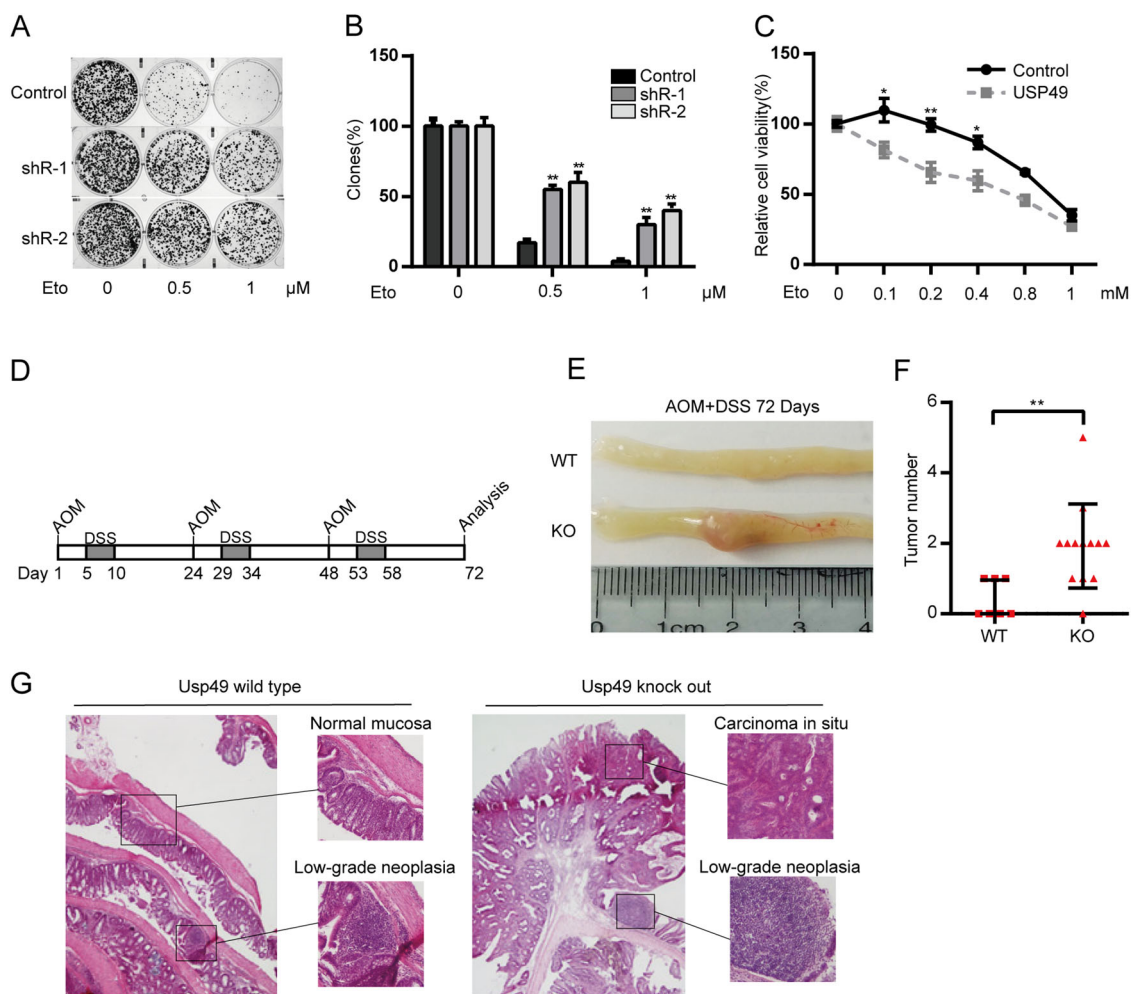 A
Control
shR-1
shR-2
Eto 0 0.5 1 μM
B
150
100
50
0
Clones(%)
Control
shR-1
shR-2
** ** ** **
Eto 0 0.5 1 μM
C
150
100
50
0
Relative cell viability(%)
Control
USP49
* ** *
Eto 0 0.1 0.2 0.4 0.8 1 mM
D
AOM AOM AOM Analysis
DSS DSS DSS
Day 1 5 10 24 29 34 48 53 58 72
E
AOM+DSS 72 Days
WT
KO
0 1cm 2 3 4
F
6
4
2
0
Tumor number
**
WT KO
G
Usp49 wild type
Normal mucosa
Low-grade neoplasia
Usp49 knock out
Carcinoma in situ
Low-grade neoplasia